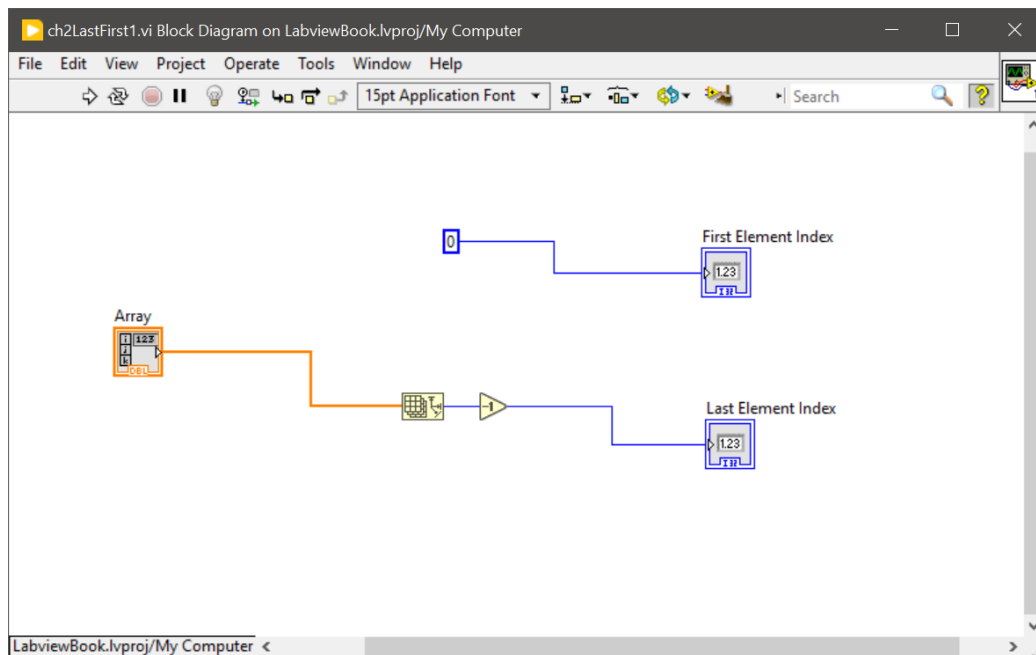 ch2LastFirst1.vi Block Diagram on LabviewBook.lvproj/My Computer
File Edit View Project Operate Tools Window Help
15pt Application Font Search
0
First Element Index
1.23
I32
Array
i 123
j
k
DBL
-1
Last Element Index
1.23
I32
LabviewBook.lvproj/My Computer